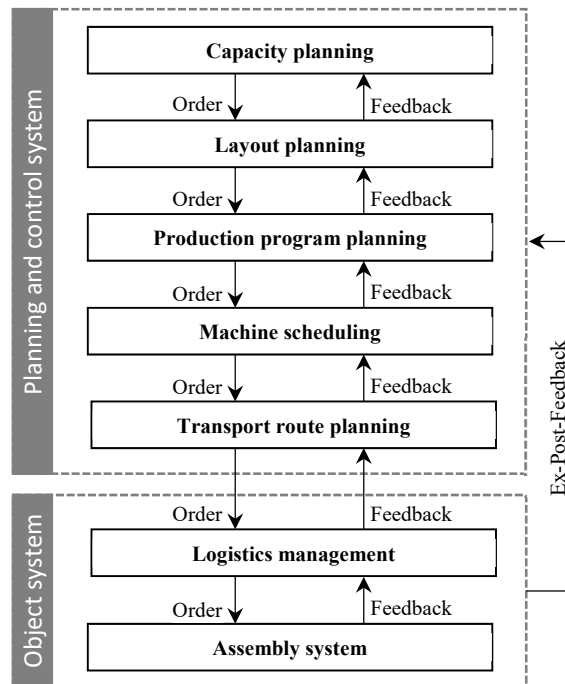 Planning and control system
Capacity planning
Order
Feedback
Layout planning
Order
Feedback
Production program planning
Order
Feedback
Machine scheduling
Order
Feedback
Transport route planning
Ex-Post-Feedback
Object system
Order
Feedback
Logistics management
Order
Feedback
Assembly system